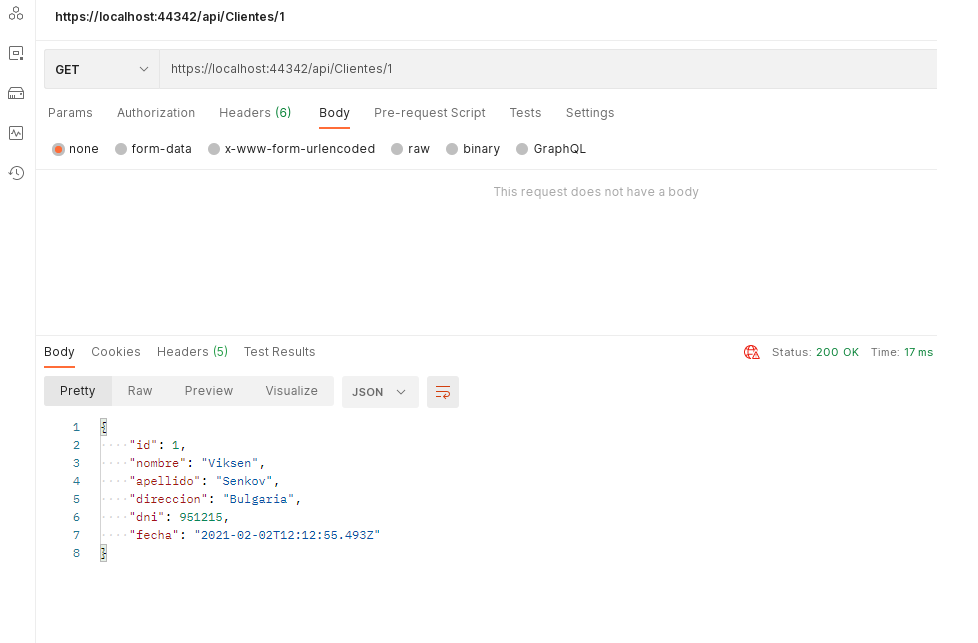 https://localhost:44342/api/Clientes/1
GET https://localhost:44342/api/Clientes/1
Params Authorization Headers (6) Body Pre-request Script Tests Settings
none form-data x-www-form-urlencoded raw binary GraphQL
This request does not have a body
Body Cookies Headers (5) Test Results Status: 200 OK Time: 17 ms
Pretty Raw Preview Visualize JSON
1 {
2 "id": 1,
3 "nombre": "Viksen",
4 "apellido": "Senkov",
5 "direccion": "Bulgaria",
6 "dni": 951215,
7 "fecha": "2021-02-02T12:12:55.493Z"
8 }